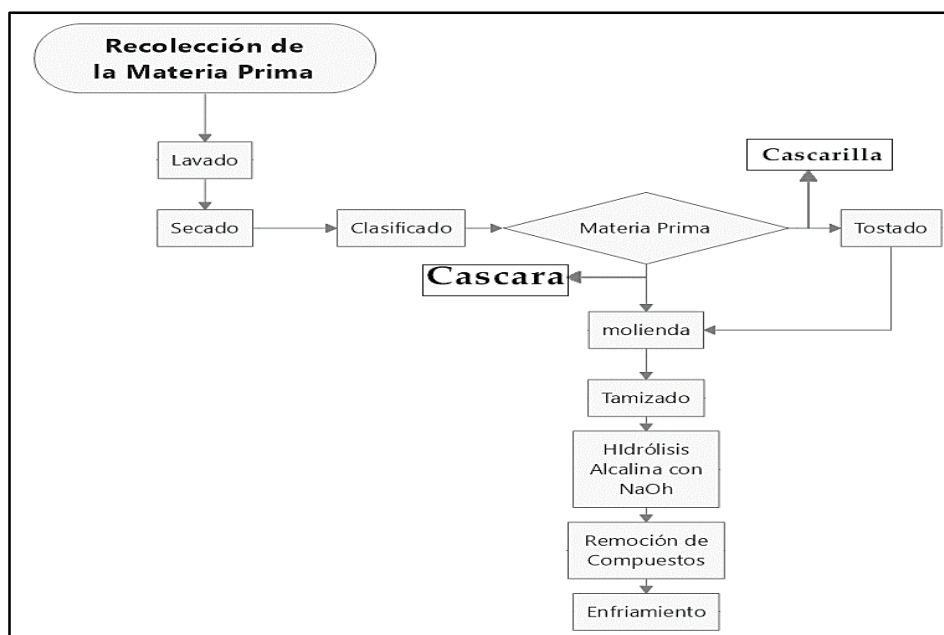 Recolección de
la Materia Prima
Lavado
Cascarilla
Secado
Clasificado
Materia Prima
Tostado
Cascara
molienda
Tamizado
HIdrólisis
Alcalina con
NaOh
Remoción de
Compuestos
Enfriamiento